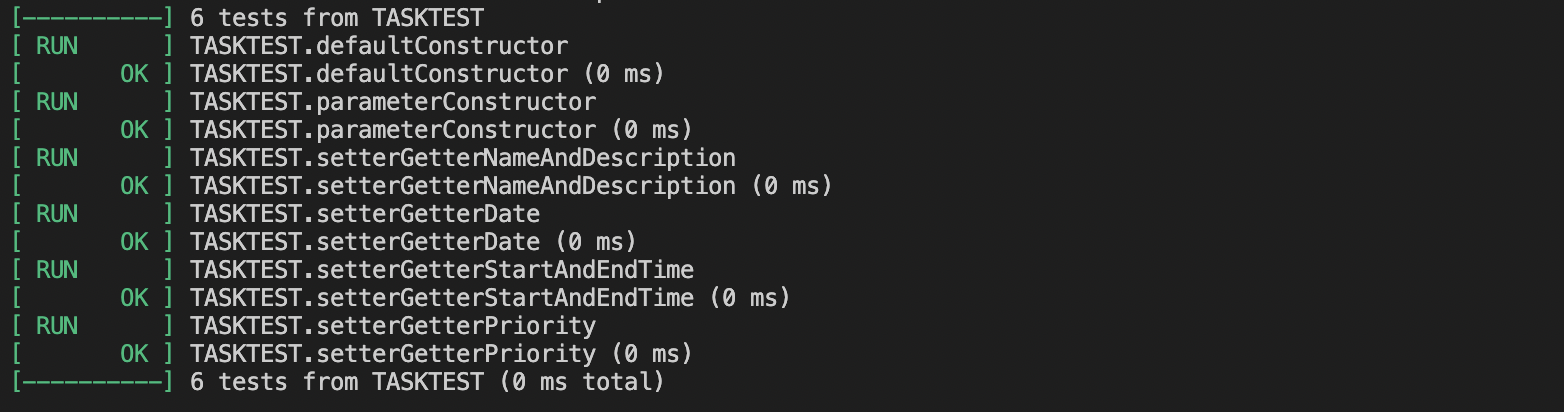 [----------] 6 tests from TASKTEST
[ RUN      ] TASKTEST.defaultConstructor
[       OK ] TASKTEST.defaultConstructor (0 ms)
[ RUN      ] TASKTEST.parameterConstructor
[       OK ] TASKTEST.parameterConstructor (0 ms)
[ RUN      ] TASKTEST.setterGetterNameAndDescription
[       OK ] TASKTEST.setterGetterNameAndDescription (0 ms)
[ RUN      ] TASKTEST.setterGetterDate
[       OK ] TASKTEST.setterGetterDate (0 ms)
[ RUN      ] TASKTEST.setterGetterStartAndEndTime
[       OK ] TASKTEST.setterGetterStartAndEndTime (0 ms)
[ RUN      ] TASKTEST.setterGetterPriority
[       OK ] TASKTEST.setterGetterPriority (0 ms)
[----------] 6 tests from TASKTEST (0 ms total)